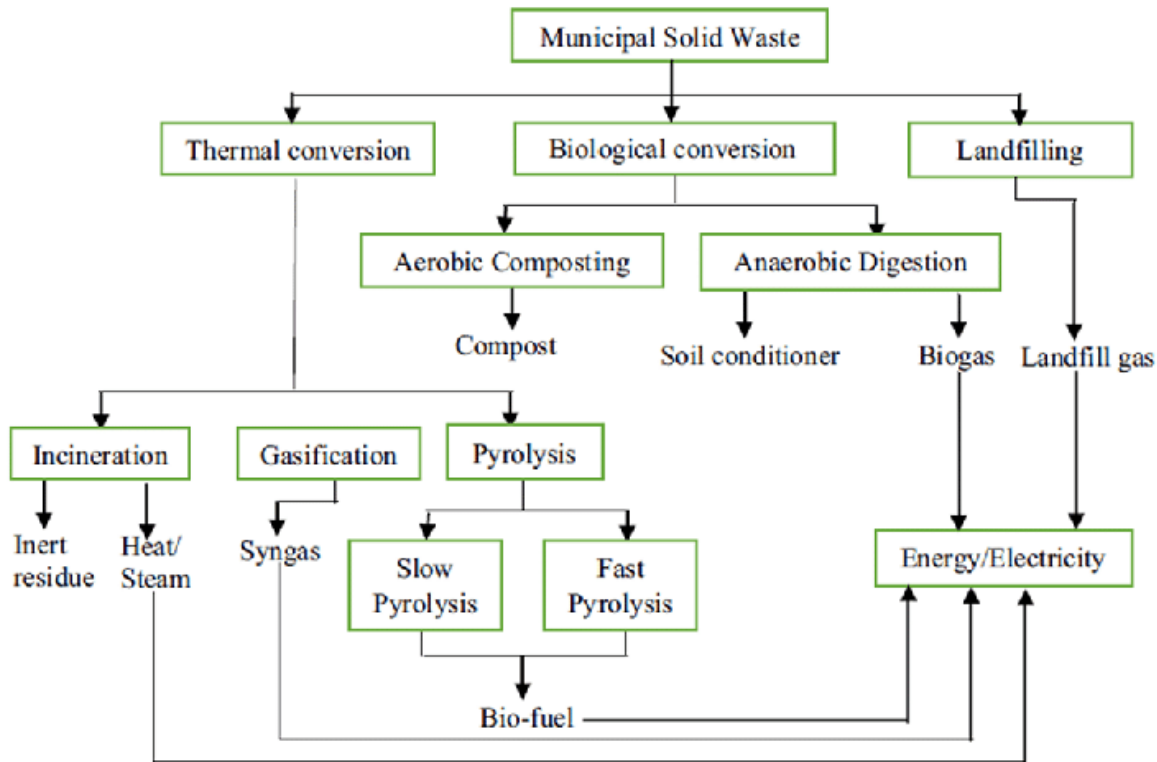 Municipal Solid Waste
Thermal conversion
Biological conversion
Landfilling
Aerobic Composting
Anaerobic Digestion
Compost
Soil conditioner
Biogas
Landfill gas
Incineration
Gasification
Pyrolysis
Inert
residue
Heat/
Steam
Syngas
Slow
Pyrolysis
Fast
Pyrolysis
Energy/Electricity
Bio-fuel